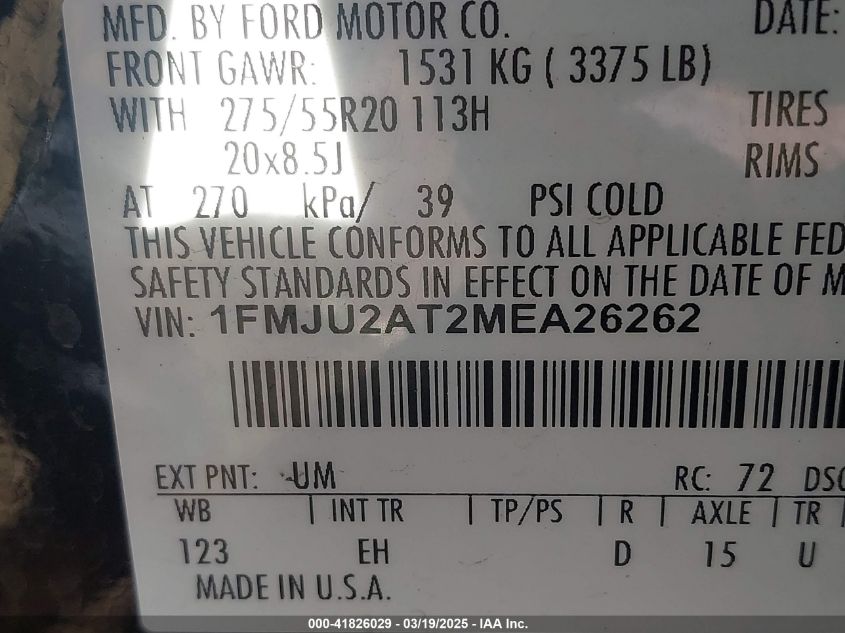 MFD. BY FORD MOTOR CO. DATE:
FRONT GAWR: 1531 KG ( 3375 LB)
WITH 275/55R20 113H TIRES
20x8.5J RIMS
AT 270 kPa/ 39 PSI COLD
THIS VEHICLE CONFORMS TO ALL APPLICABLE FED
SAFETY STANDARDS IN EFFECT ON THE DATE OF M
VIN: 1FMJU2AT2MEA26262
EXT PNT: UM RC: 72 DSO
WB | INT TR | TP/PS | R | AXLE | TR |
123 EH D 15 U
MADE IN U.S.A.
000-41826029 - 03/19/2025 - IAA Inc.